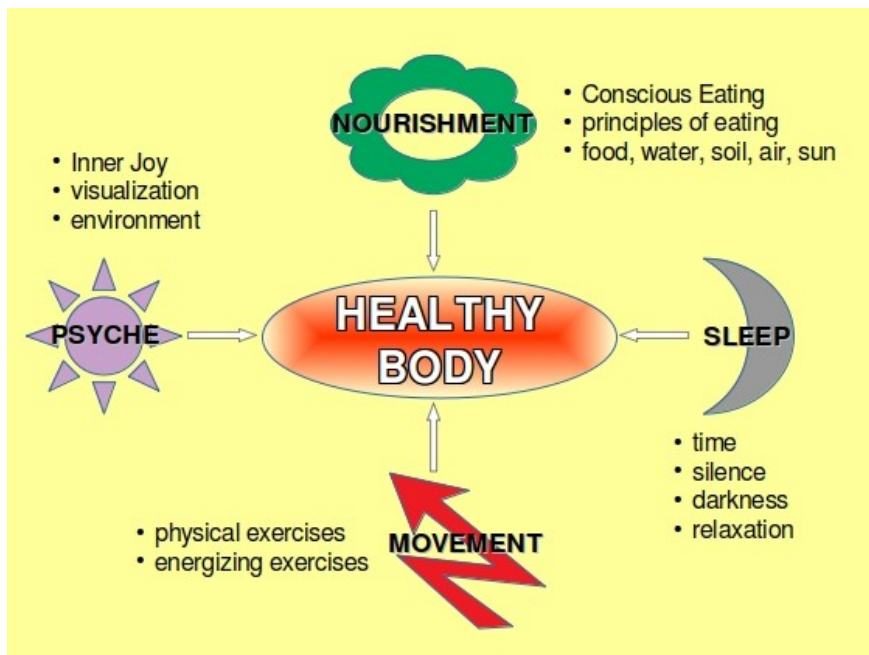 NOURISHMENT
• Conscious Eating
• principles of eating
• food, water, soil, air, sun
• Inner Joy
• visualization
• environment
PSYCHE
HEALTHY
BODY
SLEEP
• time
• silence
• darkness
• relaxation
• physical exercises
• energizing exercises
MOVEMENT